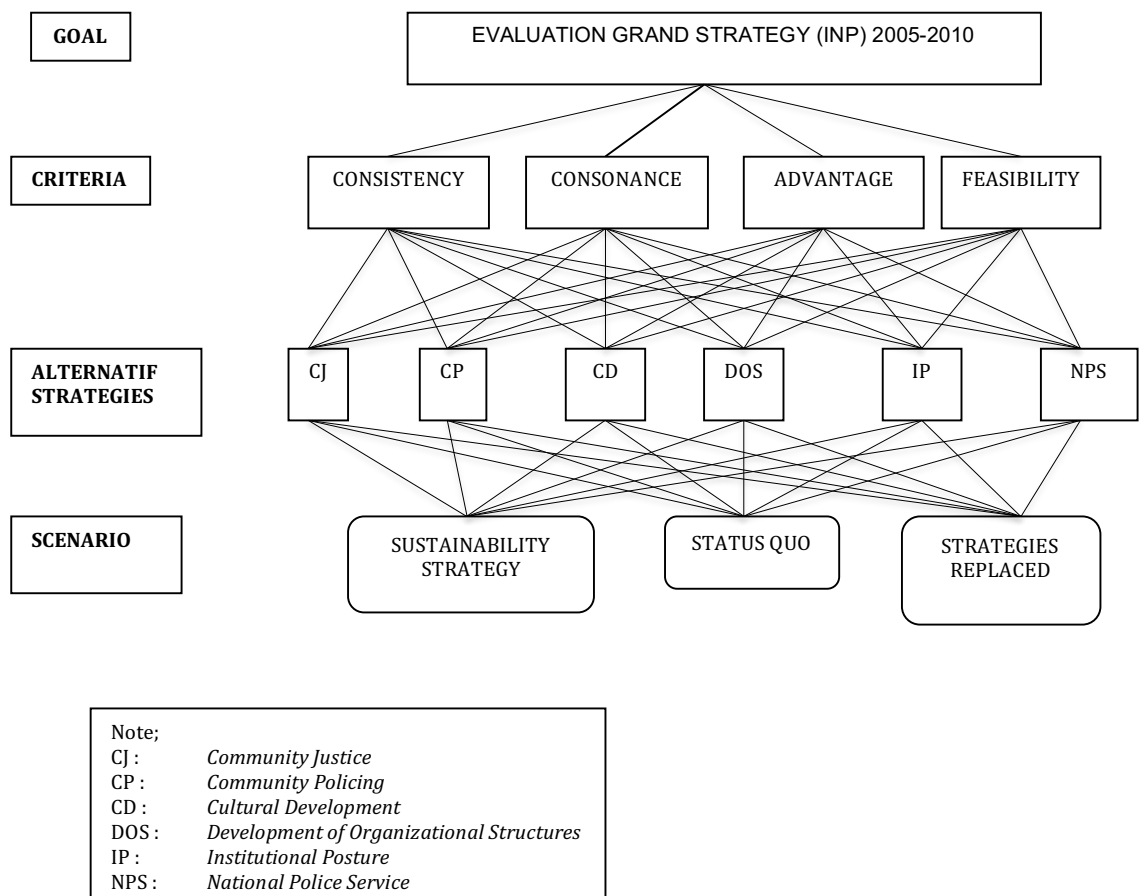 GOAL
EVALUATION GRAND STRATEGY (INP) 2005-2010
CRITERIA
CONSISTENCY
CONSONANCE
ADVANTAGE
FEASIBILITY
ALTERNATIF
STRATEGIES
CJ
CP
CD
DOS
IP
NPS
SCENARIO
SUSTAINABILITY
STRATEGY
STATUS QUO
STRATEGIES
REPLACED
Note;
CJ : Community Justice
CP : Community Policing
CD : Cultural Development
DOS : Development of Organizational Structures
IP : Institutional Posture
NPS : National Police Service